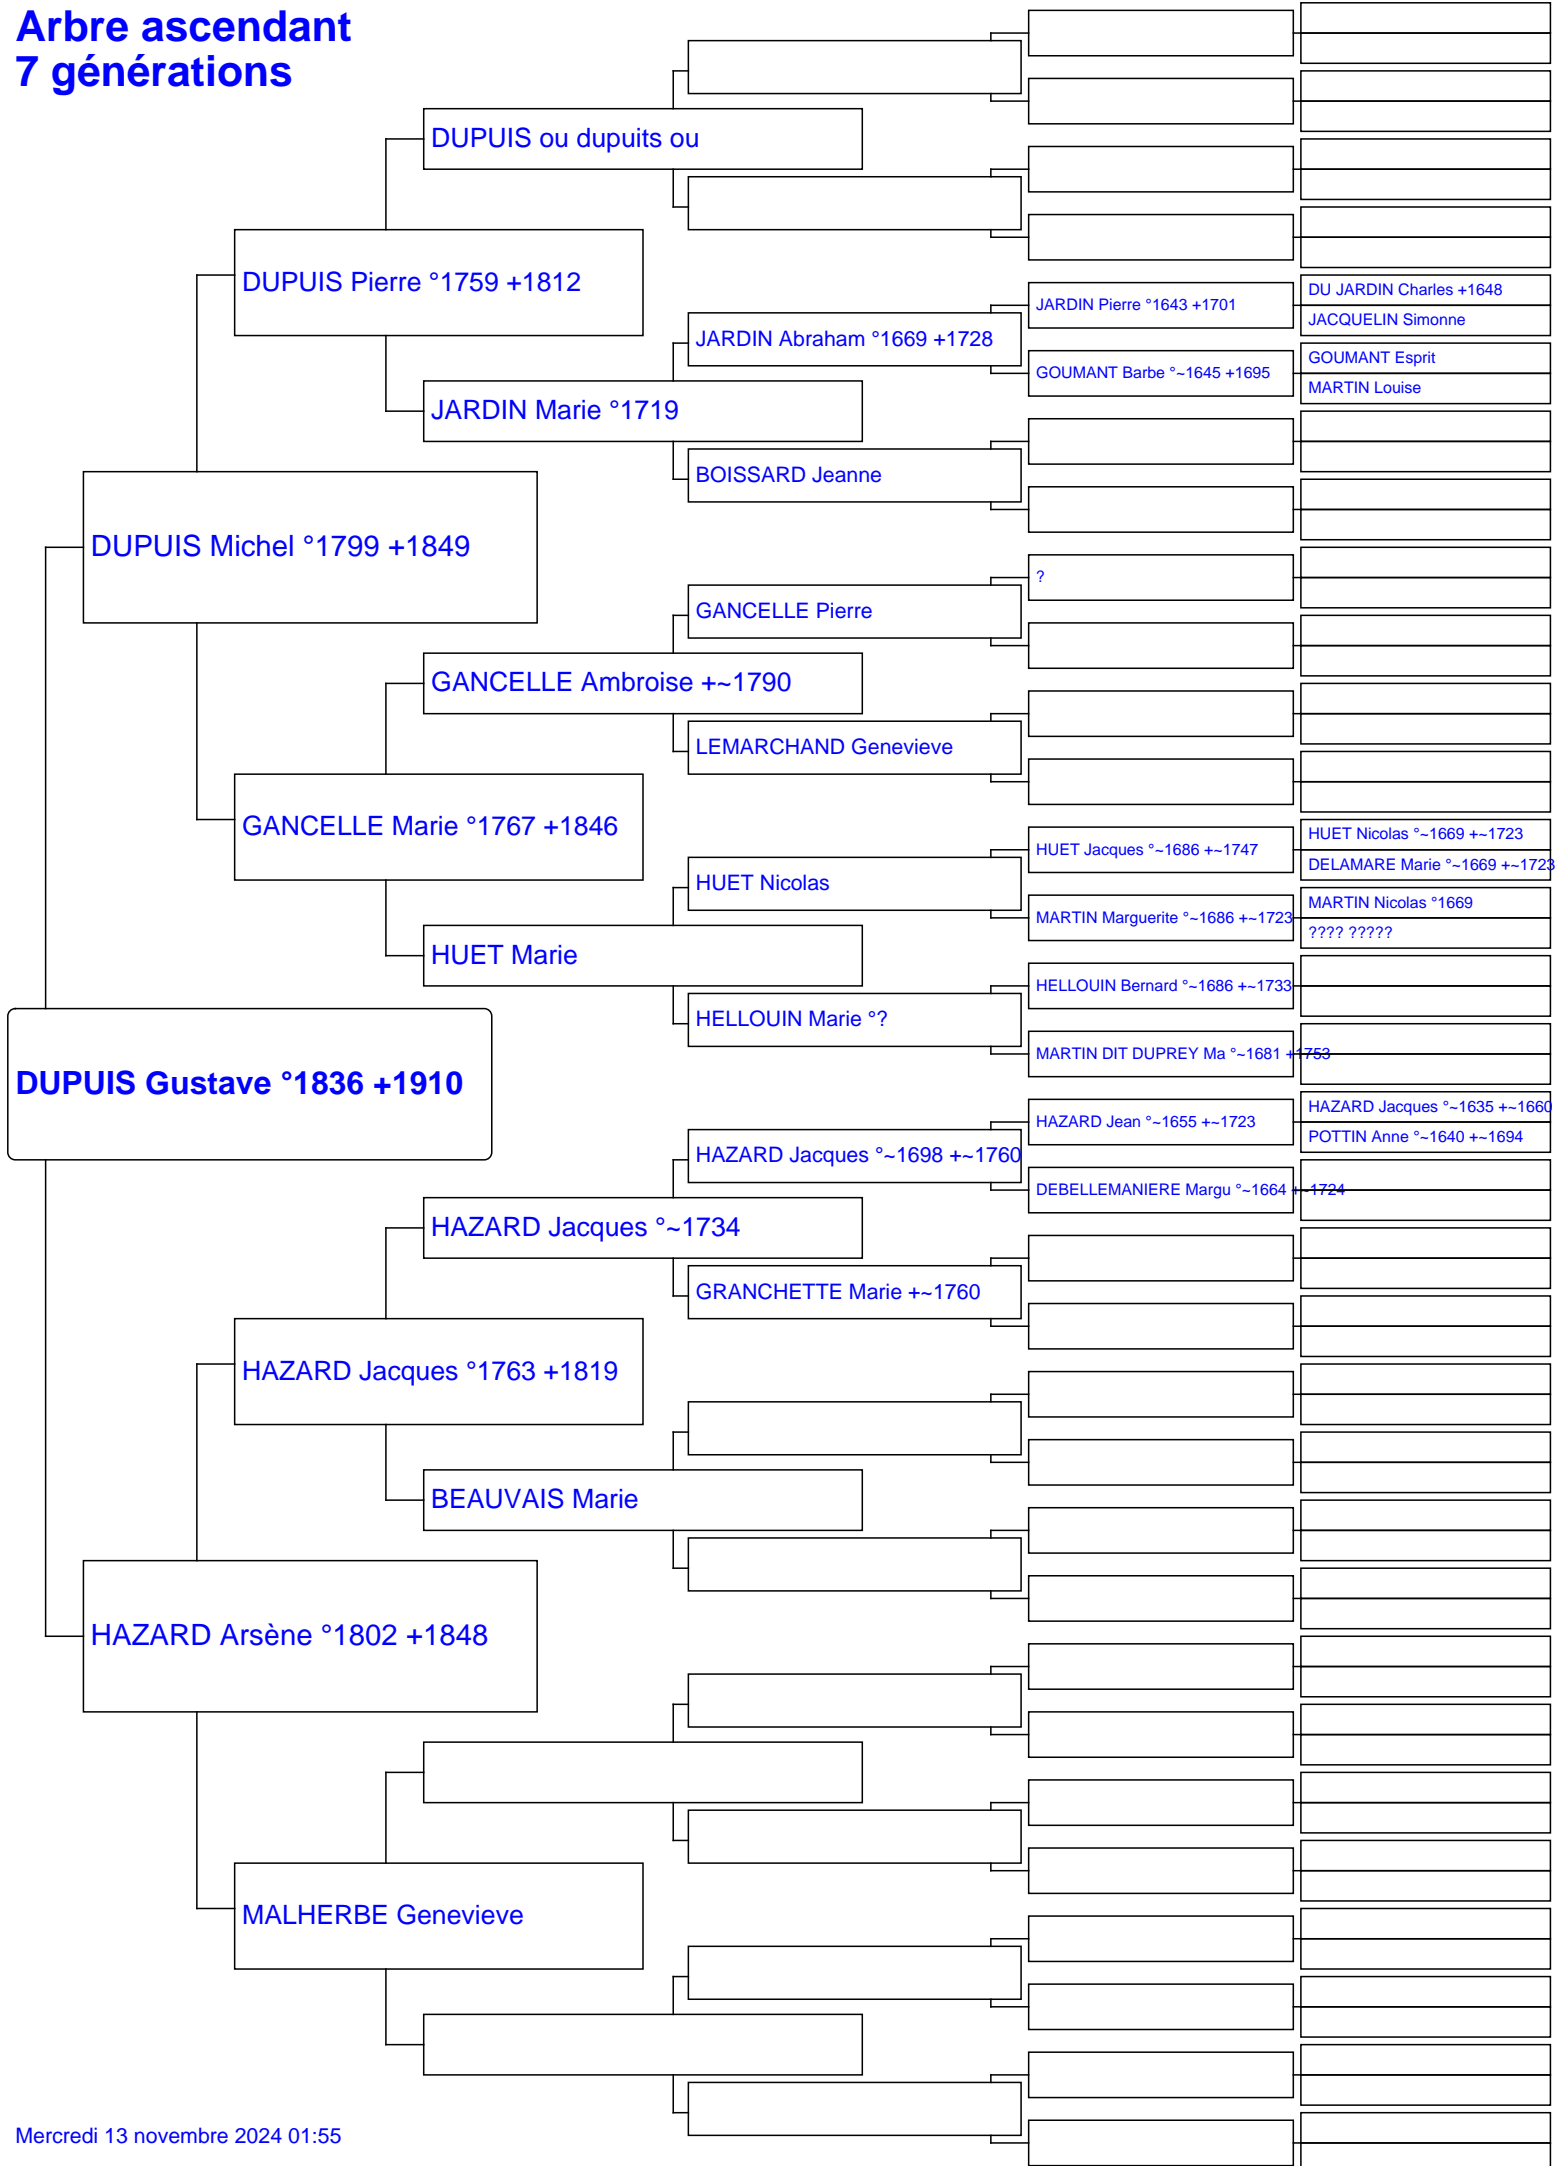 Arbre ascendant
7 générations
DUPUIS ou dupuits ou
DUPUIS Pierre °1759 +1812
DU JARDIN Charles +1648
JARDIN Pierre °1643 +1701
JACQUELIN Simonne
JARDIN Abraham °1669 +1728
GOUMANT Esprit
GOUMANT Barbe °~1645 +1695
MARTIN Louise
JARDIN Marie °1719
BOISSARD Jeanne
DUPUIS Michel °1799 +1849
?
GANCELLE Pierre
GANCELLE Ambroise +~1790
LEMARCHAND Genevieve
GANCELLE Marie °1767 +1846
HUET Nicolas °~1669 +~1723
HUET Jacques °~1686 +~1747
DELAMARE Marie °~1669 +~1723
HUET Nicolas
MARTIN Nicolas °1669
MARTIN Marguerite °~1686 +~1723
???? ?????
HUET Marie
HELLOUIN Bernard °~1686 +~1733
HELLOUIN Marie °?
MARTIN DIT DUPREY Ma °~1681 +1753
DUPUIS Gustave °1836 +1910
HAZARD Jacques °~1635 +~1660
HAZARD Jean °~1655 +~1723
POTTIN Anne °~1640 +~1694
HAZARD Jacques °~1698 +~1760
DEBELLEMANIERE Margu °~1664 +~1724
HAZARD Jacques °~1734
GRANCHETTE Marie +~1760
HAZARD Jacques °1763 +1819
BEAUVAIS Marie
HAZARD Arsène °1802 +1848
MALHERBE Genevieve
Mercredi 13 novembre 2024 01:55